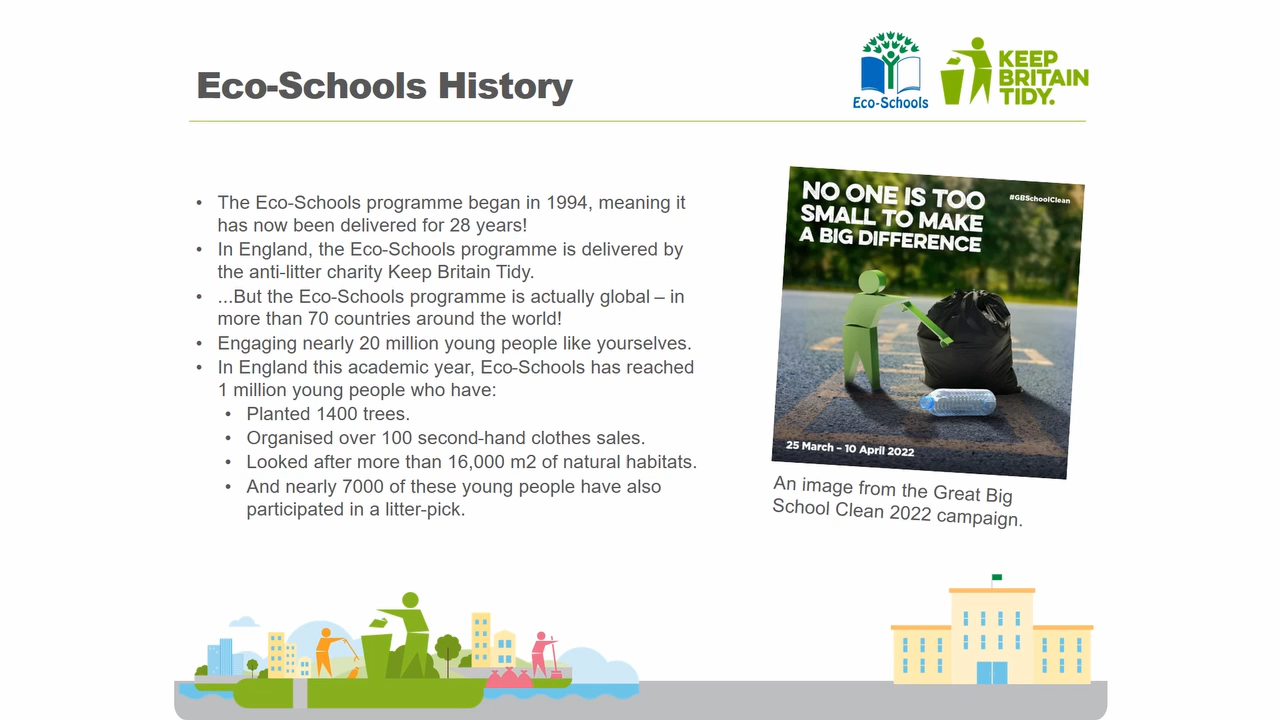 Eco-Schools History
Eco-Schools
KEEP
BRITAIN
TIDY.
• The Eco-Schools programme began in 1994, meaning it
has now been delivered for 28 years!
• In England, the Eco-Schools programme is delivered by
the anti-litter charity Keep Britain Tidy.
• ...But the Eco-Schools programme is actually global – in
more than 70 countries around the world!
• Engaging nearly 20 million young people like yourselves.
• In England this academic year, Eco-Schools has reached
1 million young people who have:
• Planted 1400 trees.
• Organised over 100 second-hand clothes sales.
• Looked after more than 16,000 m2 of natural habitats.
• And nearly 7000 of these young people have also
participated in a litter-pick.
NO ONE IS TOO
SMALL TO MAKE
A BIG DIFFERENCE
#GBSchoolClean
25 March – 10 April 2022
An image from the Great Big
School Clean 2022 campaign.